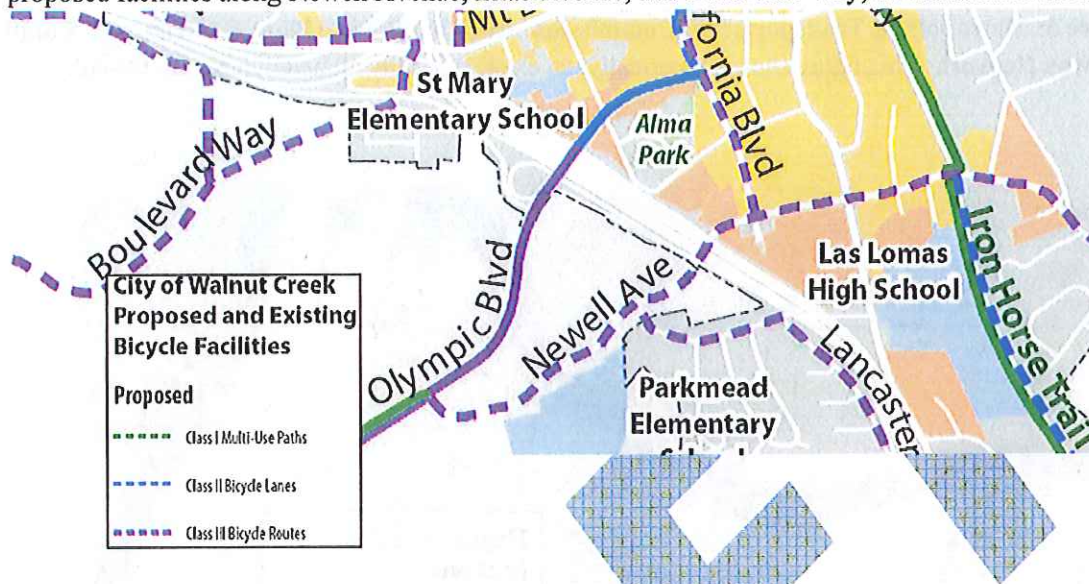 Mt
fornia Blvd
St Mary
Elementary School
Alma
Park
Boulevard Way
Las Lomas
High School
Iron Horse Trail
Olympic Blvd
Newell Ave
Lancaster
Parkmead
Elementary
City of Walnut Creek
Proposed and Existing
Bicycle Facilities
Proposed
Class I Multi-Use Paths
Class II Bicycle Lanes
Class III Bicycle Routes